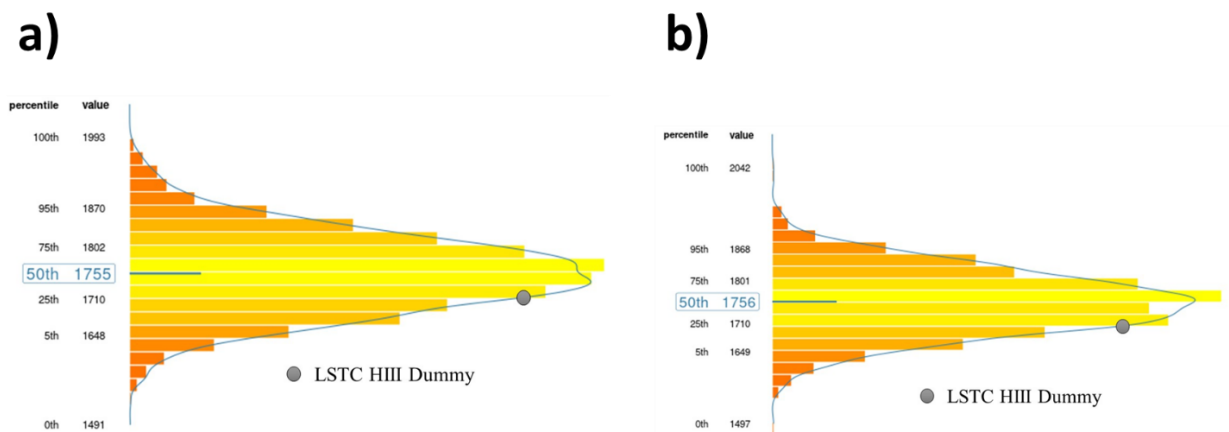 a)
percentile value
100th 1993
95th 1870
75th 1802
50th 1755
25th 1710
5th 1648
LSTC HIII Dummy
0th 1491
b)
percentile value
100th 2042
95th 1868
75th 1801
50th 1756
25th 1710
5th 1649
LSTC HIII Dummy
0th 1497